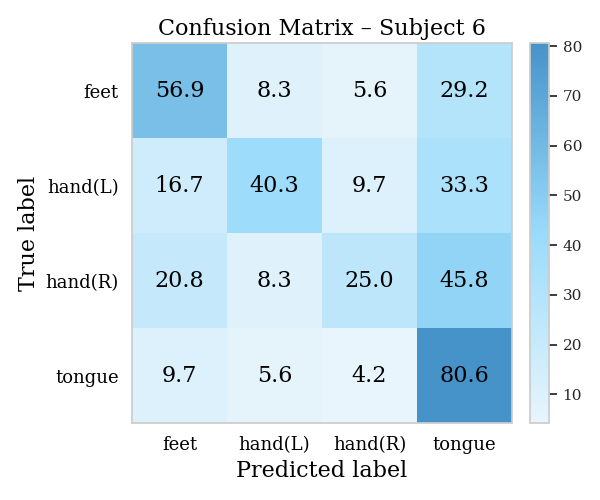 Confusion Matrix – Subject 6
feet 56.9 8.3 5.6 29.2
hand(L) 16.7 40.3 9.7 33.3
hand(R) 20.8 8.3 25.0 45.8
tongue 9.7 5.6 4.2 80.6
feet hand(L) hand(R) tongue
Predicted label
True label
80
70
60
50
40
30
20
10